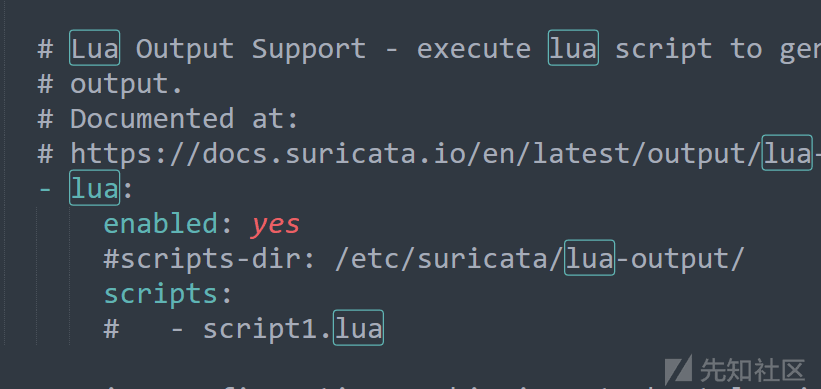 # Lua Output Support - execute lua script to gen
# output.
# Documented at:
# https://docs.suricata.io/en/latest/output/lua-
- lua:
enabled: yes
#scripts-dir: /etc/suricata/lua-output/
scripts:
#   - script1.lua
先知社区